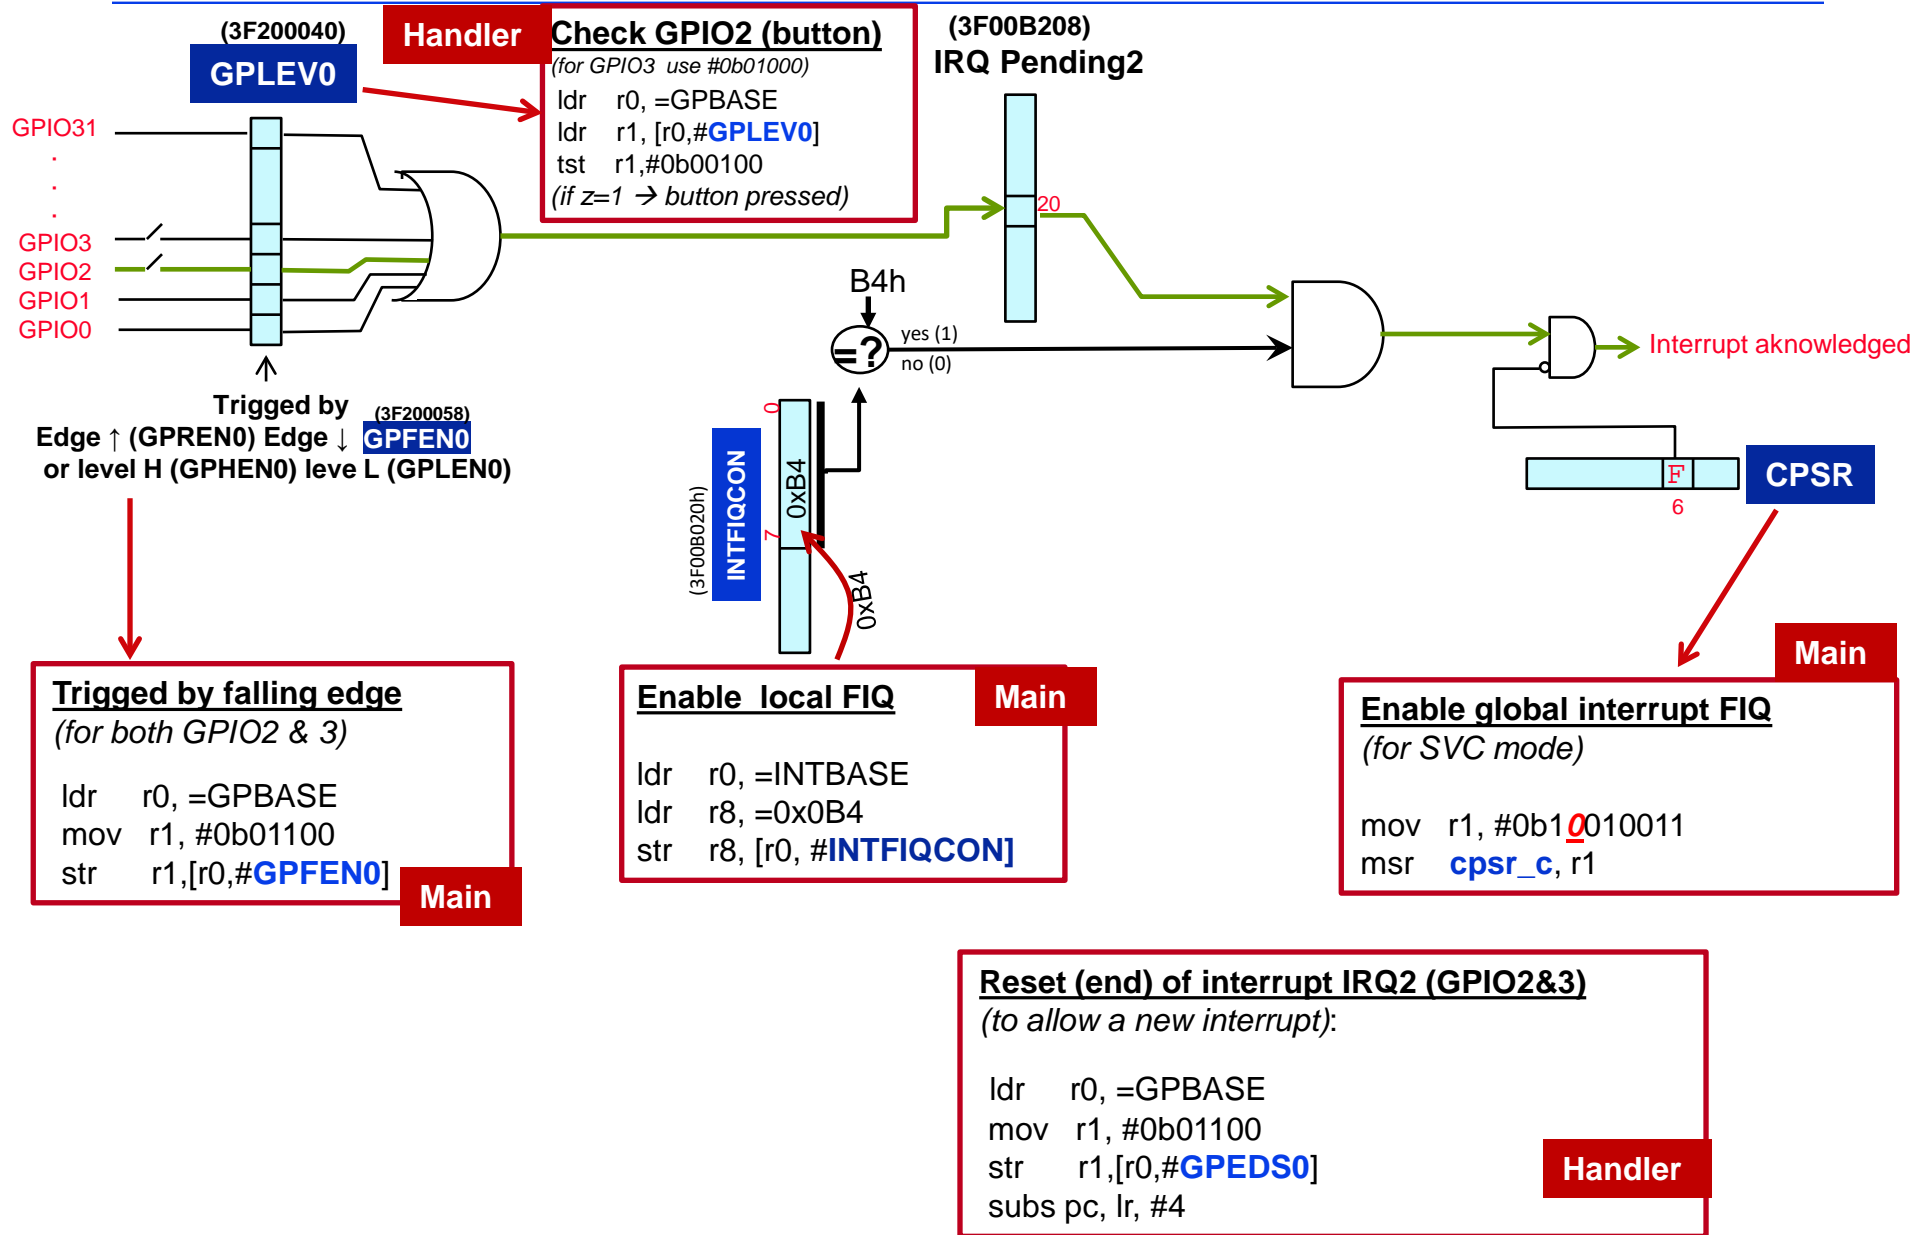 (3F200040)
GPLEV0
Handler
Check GPIO2 (button)
(for GPIO3 use #0b01000)
ldr r0, =GPBASE
ldr r1, [r0,#GPLEV0]
tst r1,#0b00100
(if z=1 → button pressed)
(3F00B208)
IRQ Pending2
GPIO31
.
.
.
GPIO3
GPIO2
GPIO1
GPIO0
20
B4h
=?
yes (1)
no (0)
Interrupt aknowledged
Trigged by
(3F200058)
Edge ↑ (GPREN0) Edge ↓ GPFEN0
or level H (GPHEN0) leve L (GPLEN0)
(3F00B020h)
INTFIQCON
0
7
0xB4
0xB4
F
6
CPSR
Trigged by falling edge
(for both GPIO2 & 3)
ldr r0, =GPBASE
mov r1, #0b01100
str r1,[r0,#GPFEN0]
Main
Enable local FIQ
Main
ldr r0, =INTBASE
ldr r8, =0x0B4
str r8, [r0, #INTFIQCON]
Main
Enable global interrupt FIQ
(for SVC mode)
mov r1, #0b10010011
msr cpsr_c, r1
Reset (end) of interrupt IRQ2 (GPIO2&3)
(to allow a new interrupt):
ldr r0, =GPBASE
mov r1, #0b01100
str r1,[r0,#GPEDS0]
subs pc, lr, #4
Handler